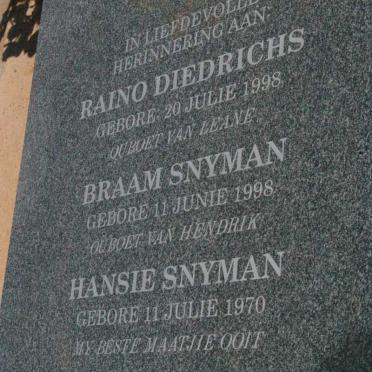 IN LIEFDEVOLLE
HERINNERING AAN:
RAINO DIEDRICHS
GEBORE: 20 JULIE 1998
OUBOET VAN LEANE
BRAAM SNYMAN
GEBORE 11 JUNIE 1998
OUBOET VAN HENDRIK
HANSIE SNYMAN
GEBORE 11 JULIE 1970
MY BESTE MAATJIE OOIT